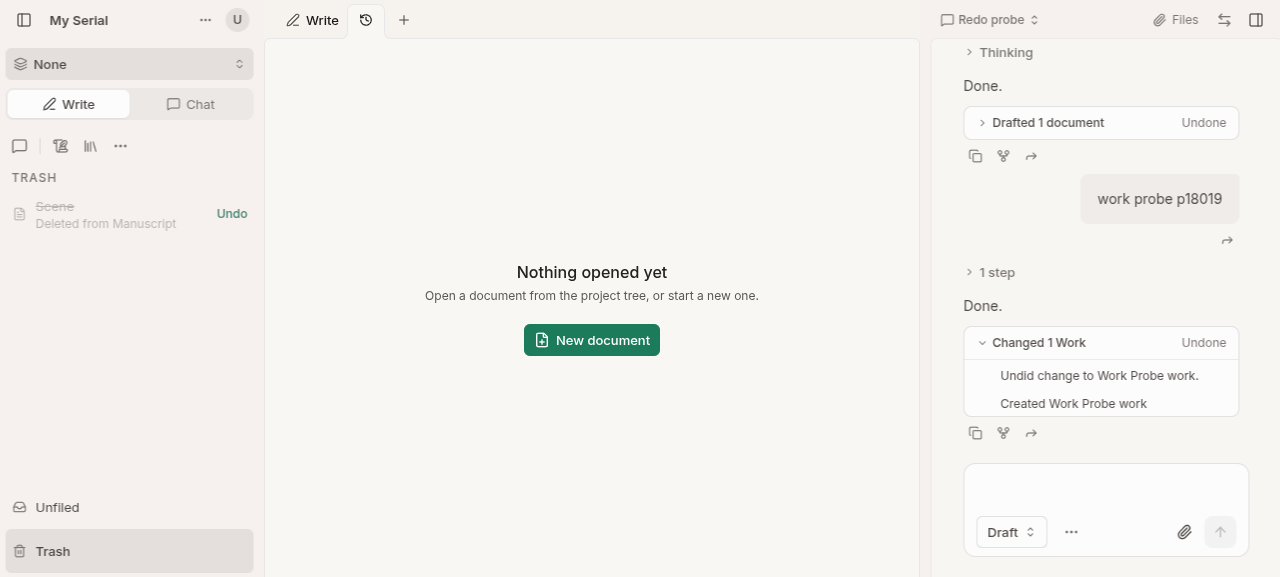 My Serial
U
None
Write
Chat
TRASH
Scene
Deleted from Manuscript
Undo
Unfiled
Trash
Write
Nothing opened yet
Open a document from the project tree, or start a new one.
New document
Redo probe
Files
Thinking
Done.
Drafted 1 document
Undone
work probe p18019
1 step
Done.
Changed 1 Work
Undone
Undid change to Work Probe work.
Created Work Probe work
Draft